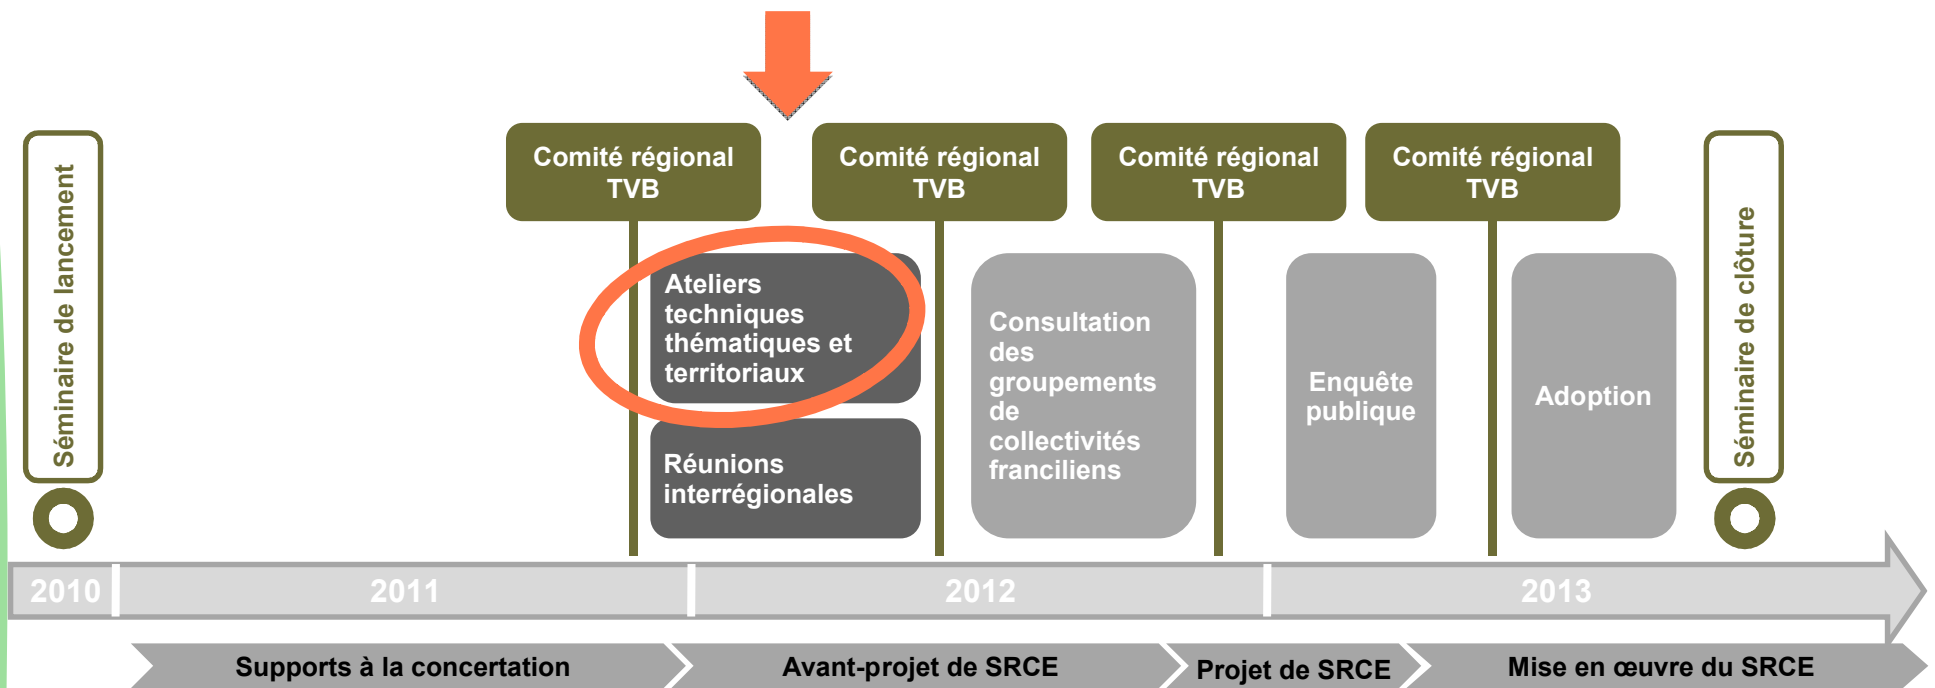 Séminaire de lancement
Comité régional
TVB
Comité régional
TVB
Comité régional
TVB
Comité régional
TVB
Séminaire de clôture
Ateliers
techniques
thématiques et
territoriaux
Réunions
interrégionales
Consultation
des
groupements
de
collectivités
franciliens
Enquête
publique
Adoption
2010
2011
2012
2013
Supports à la concertation
Avant-projet de SRCE
Projet de SRCE
Mise en œuvre du SRCE